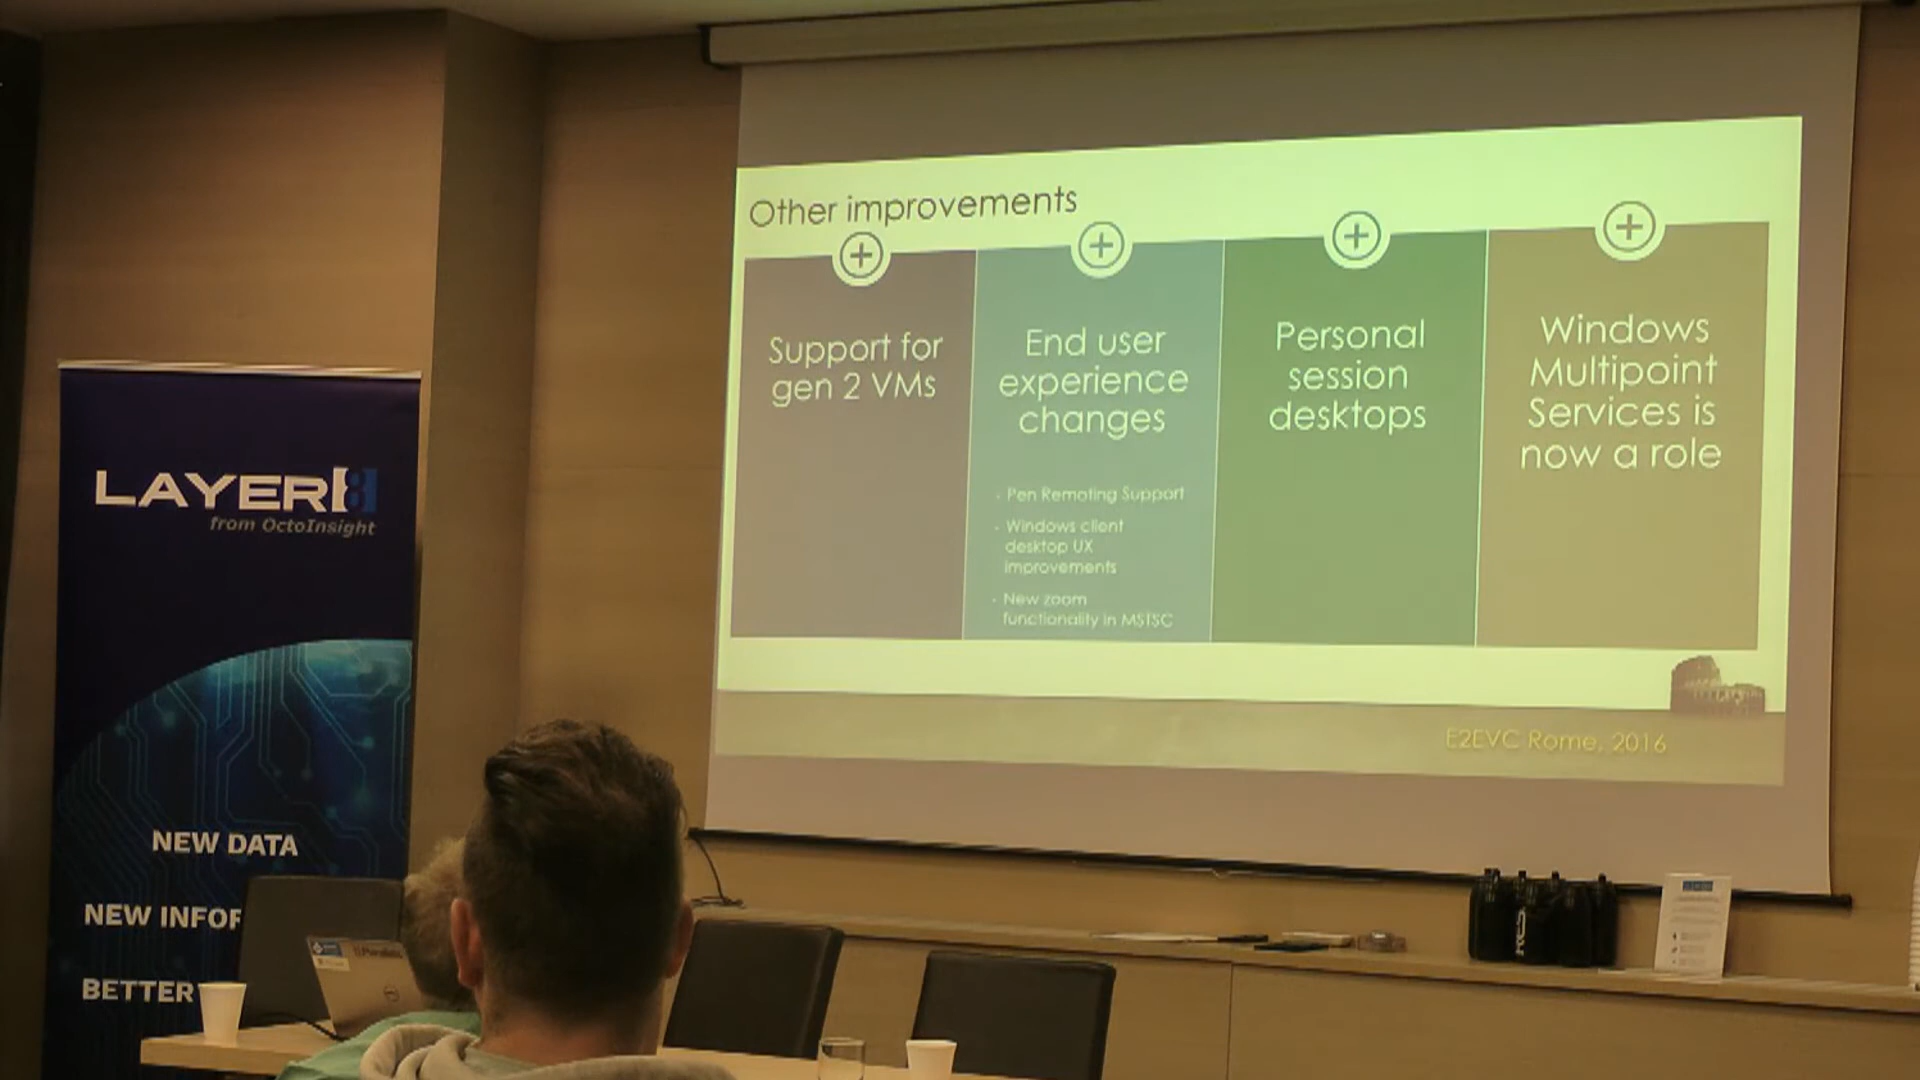 Other improvements
Support for
gen 2 VMs
End user
experience
changes
- Pen Remoting Support
- Windows client
desktop UX
improvements
- New zoom
functionality in MSTSC
Personal
session
desktops
Windows
Multipoint
Services is
now a role
E2EVC Rome, 2016
LAYER8
from OctoInsight
NEW DATA
NEW INFOR
BETTER
DELL